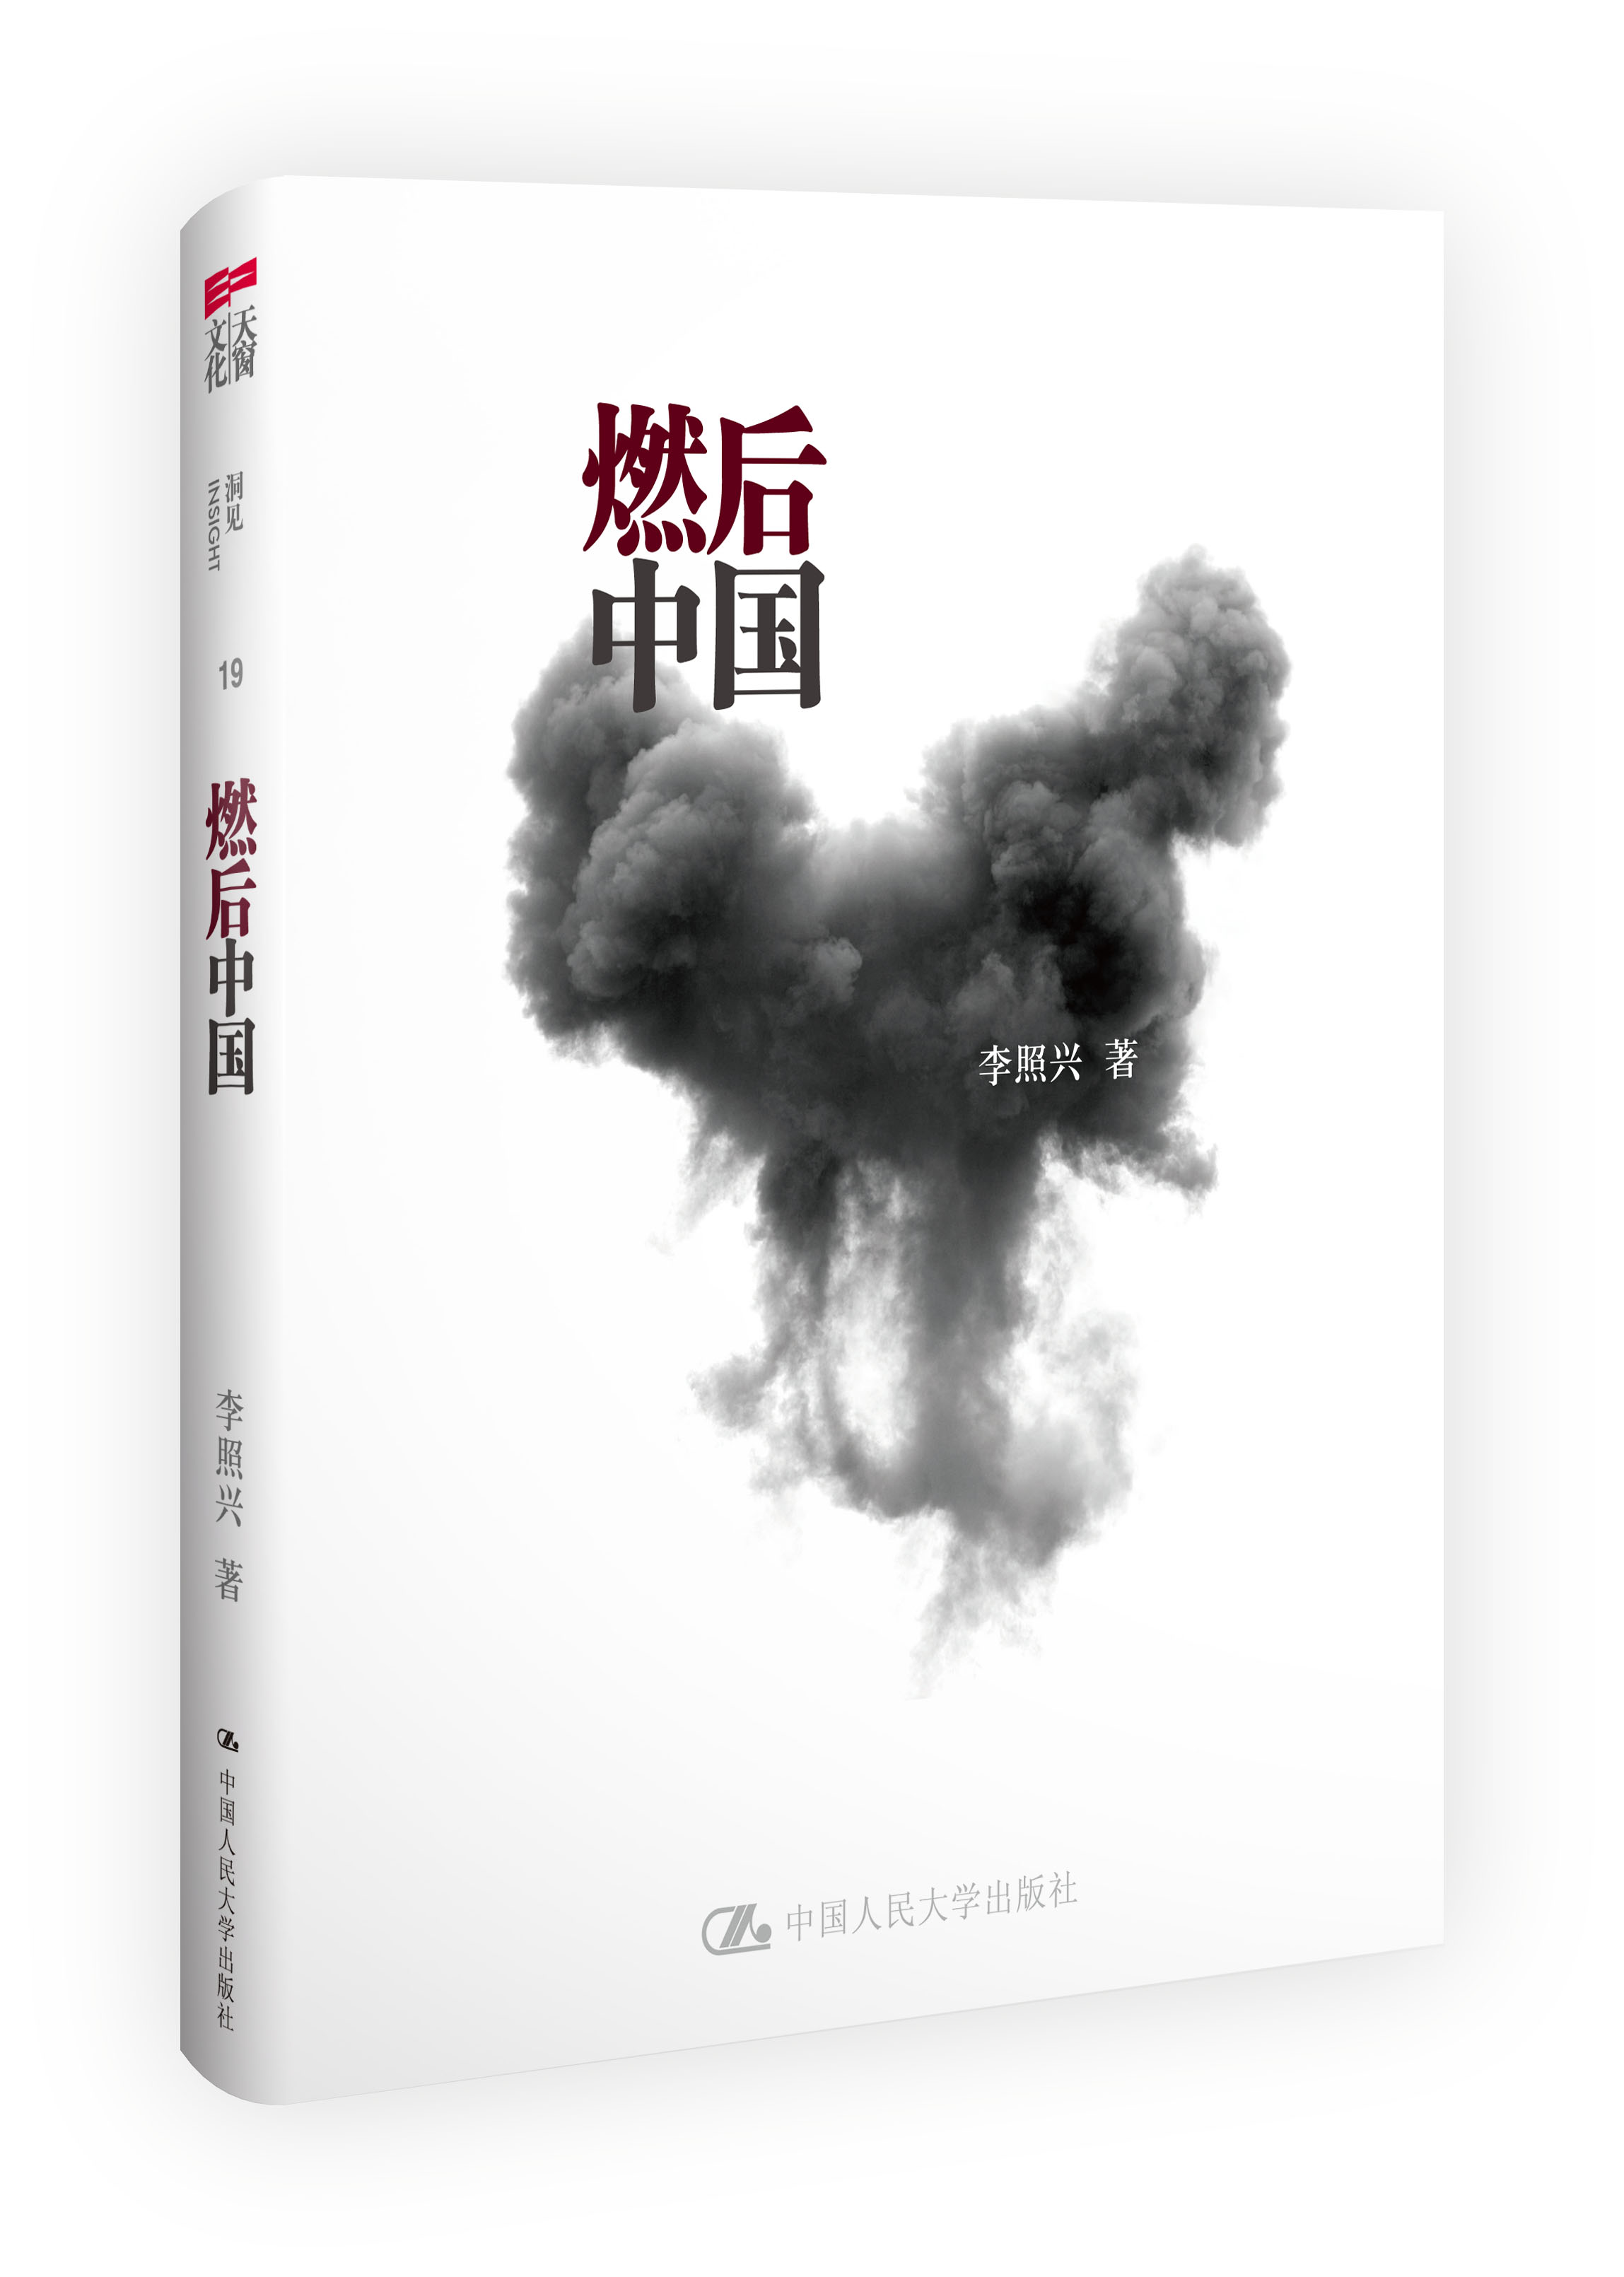 燃后
中国
李照兴 著
中国人民大学出版社
天窗
文化
洞见
INSIGHT
19
燃后中国
李照兴 著
中国人民大学出版社